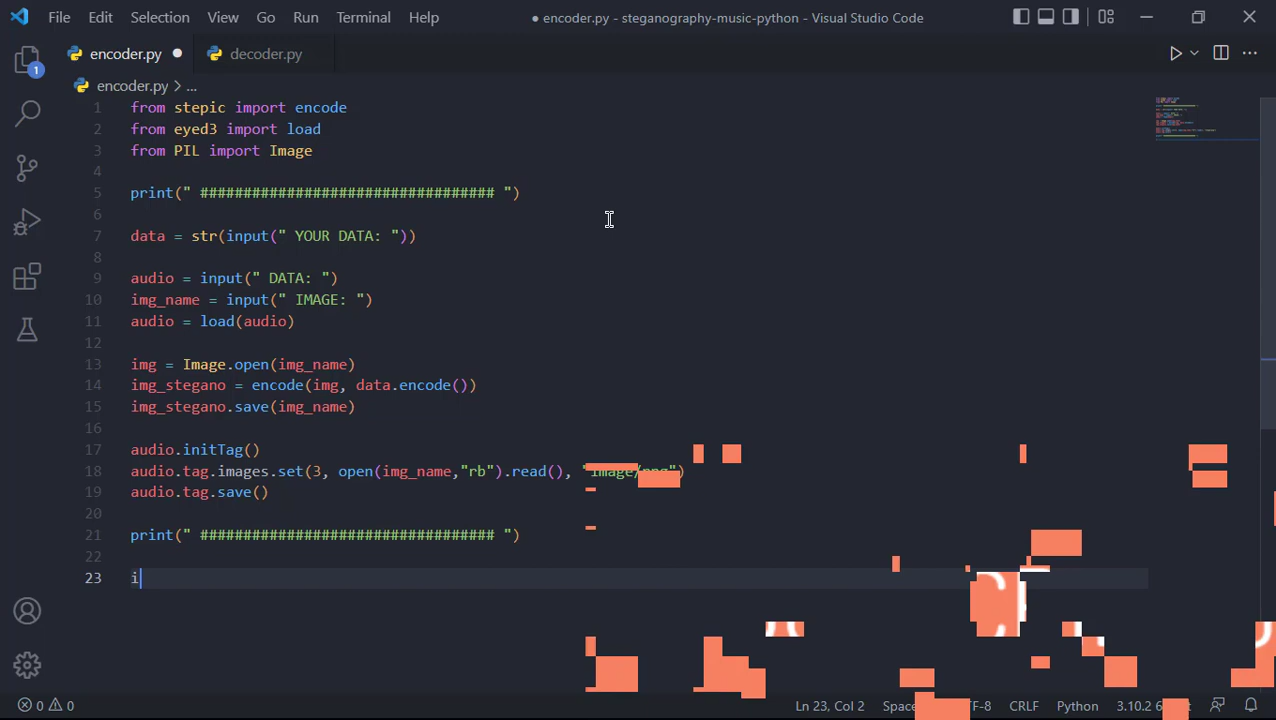 File Edit Selection View Go Run Terminal Help
● encoder.py - steganography-music-python - Visual Studio Code
encoder.py ● decoder.py
1
encoder.py > ...
1 from stepic import encode
2 from eyed3 import load
3 from PIL import Image
4
5 print(" ################################## ")
6
7 data = str(input(" YOUR DATA: "))
8
9 audio = input(" DATA: ")
10 img_name = input(" IMAGE: ")
11 audio = load(audio)
12
13 img = Image.open(img_name)
14 img_stegano = encode(img, data.encode())
15 img_stegano.save(img_name)
16
17 audio.initTag()
18 audio.tag.images.set(3, open(img_name,"rb").read(), "image/png")
19 audio.tag.save()
20
21 print(" ################################## ")
22
23 i
0 0 Ln 23, Col 2 CRLF Python